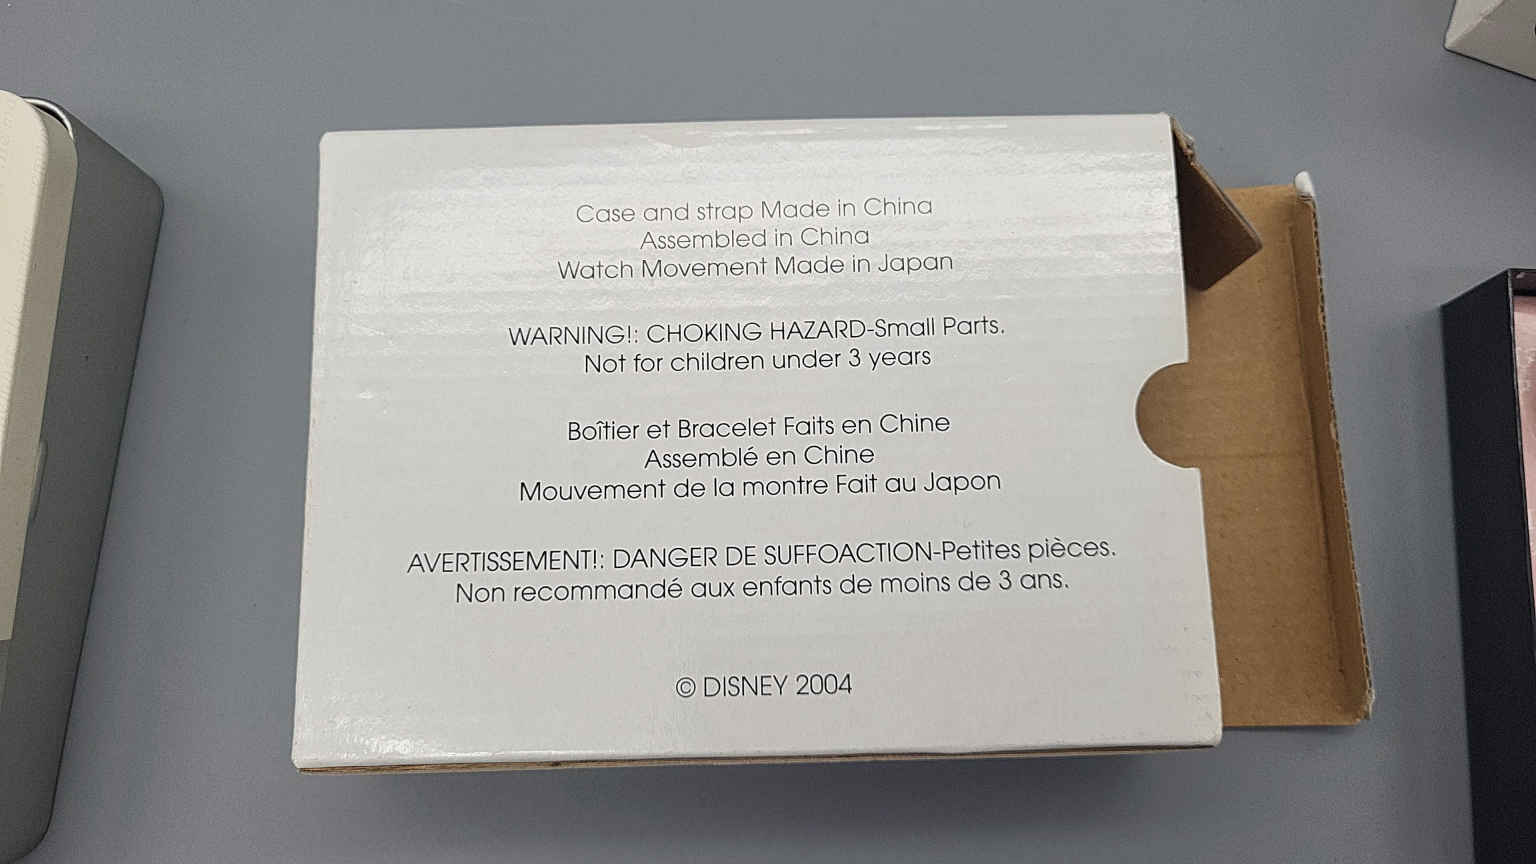 Case and strap Made in China
Assembled in China
Watch Movement Made in Japan
WARNING!: CHOKING HAZARD-Small Parts.
Not for children under 3 years
Boîtier et Bracelet Faits en Chine
Assemblé en Chine
Mouvement de la montre Fait au Japon
AVERTISSEMENT!: DANGER DE SUFFOACTION-Petites pièces.
Non recommandé aux enfants de moins de 3 ans.
© DISNEY 2004